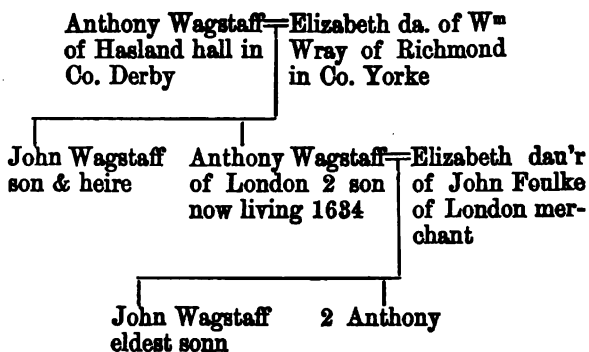 Anthony Wagstaff
of Hasland hall in
Co. Derby
Elizabeth da. of Wᵐ
Wray of Richmond
in Co. Yorke
John Wagstaff
son & heire
Anthony Wagstaff
of London 2 son
now living 1634
Elizabeth dau'r
of John Foulke
of London mer-
chant
John Wagstaff
eldest sonn
2 Anthony